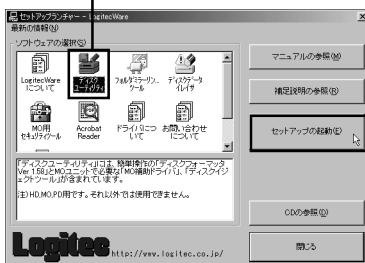 セットアップランチャー - LogitecWare
最新の情報(N)
ソフトウェアの選択(S)
LogitecWare
について
ディスク
ユーティリティ
フォルダミラーリン...
ツール
ディスクデータ
イレイサ
MO用
セキュリティツール
Acrobat
Reader
ドライバにつ
いて
お問い合わせ
について
マニュアルの参照(M)
補足説明の参照(R)
セットアップの起動(E)
CDの参照(D)
閉じる
「ディスクユーティリティ」には、簡単操作の「ディスクフォーマッタ
Ver 1.58」とMOユニットで必要な「MO補助ドライバ」、「ディスクイジ
ェクトツール」が含まれています。
注)HD,MO,PD用です。それ以外では使用できません。
Logitec
http://www.logitec.co.jp/